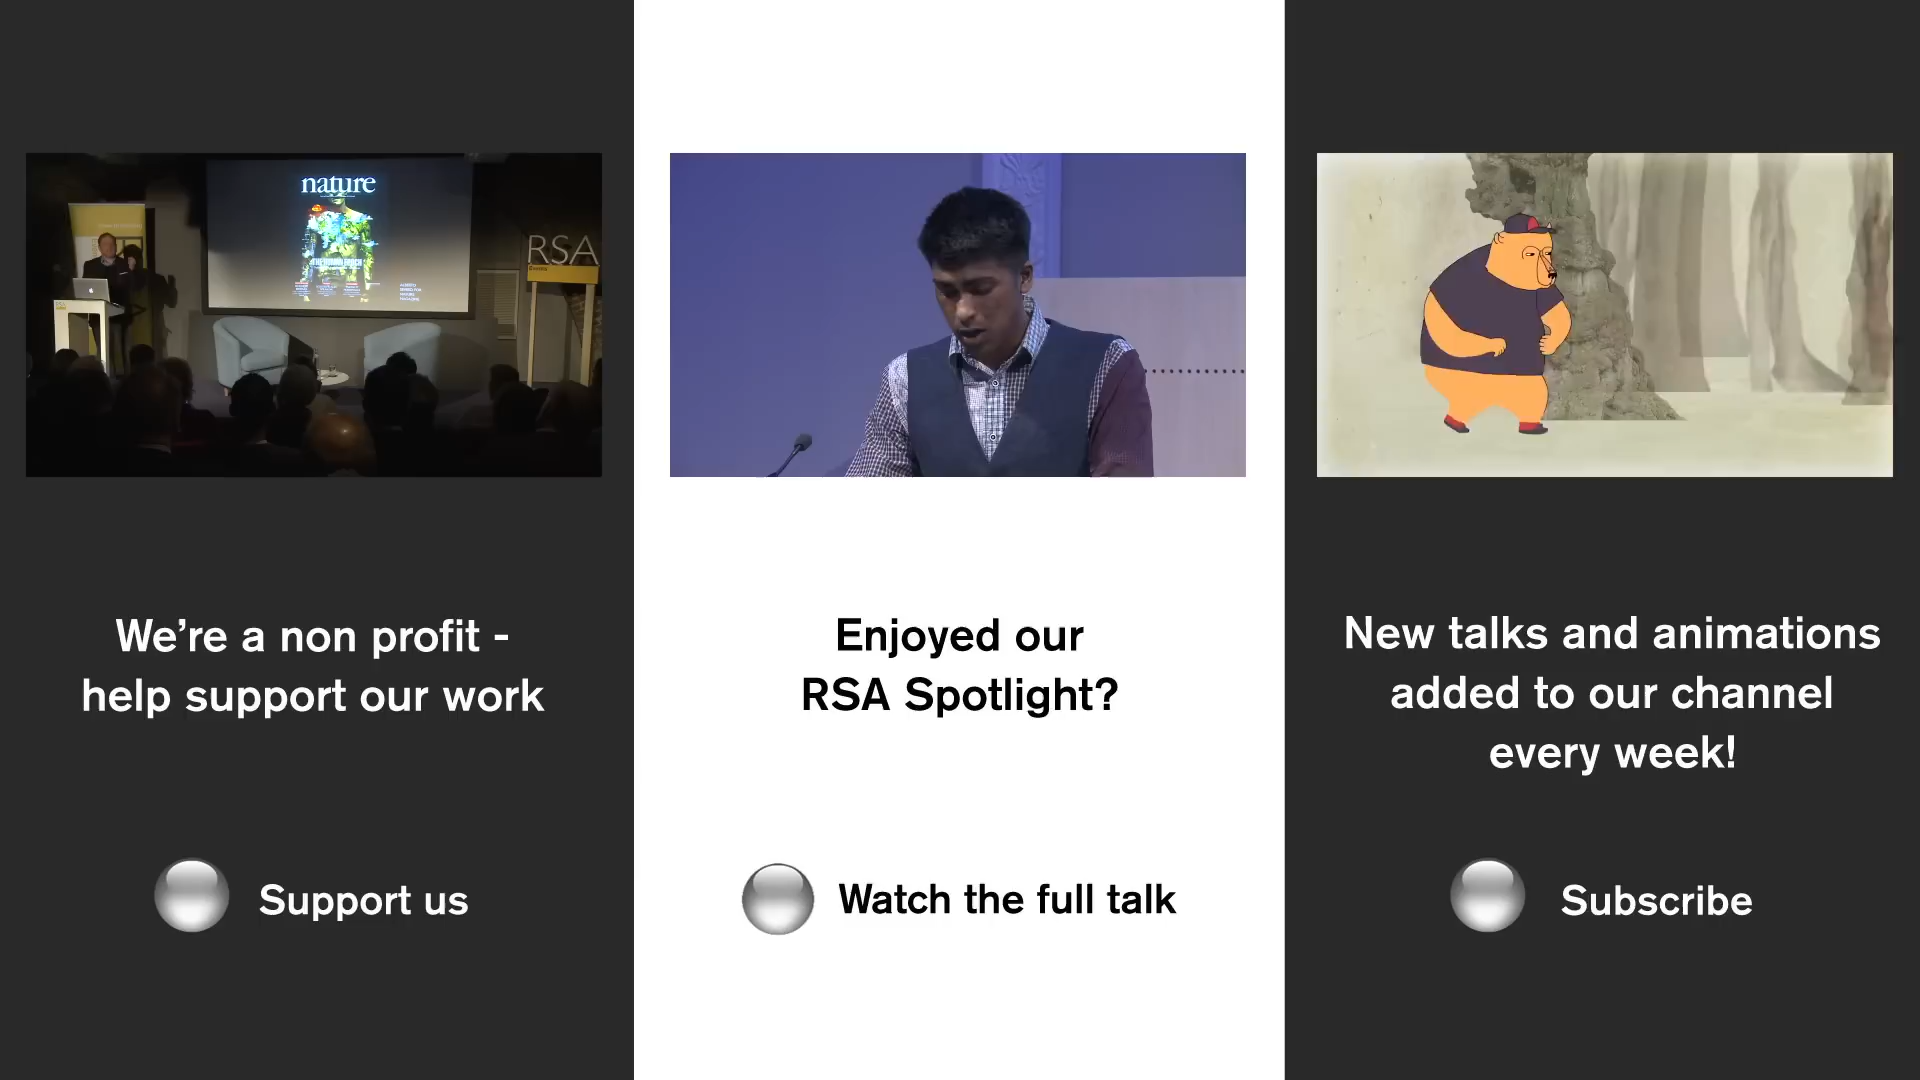 nature
RSA
We're a non profit -
help support our work
Support us
Enjoyed our
RSA Spotlight?
Watch the full talk
New talks and animations
added to our channel
every week!
Subscribe